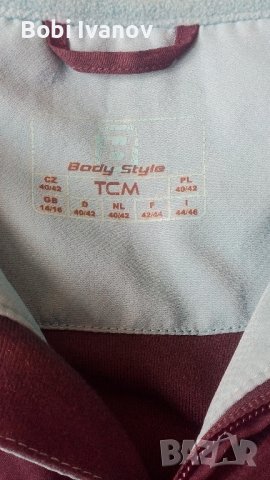 Bobi Ivanov
Body Style
CZ TCM PL
40/42 40/42
GB D NL F I
14/16 40/42 40/42 42/44 44/46
BAZAR